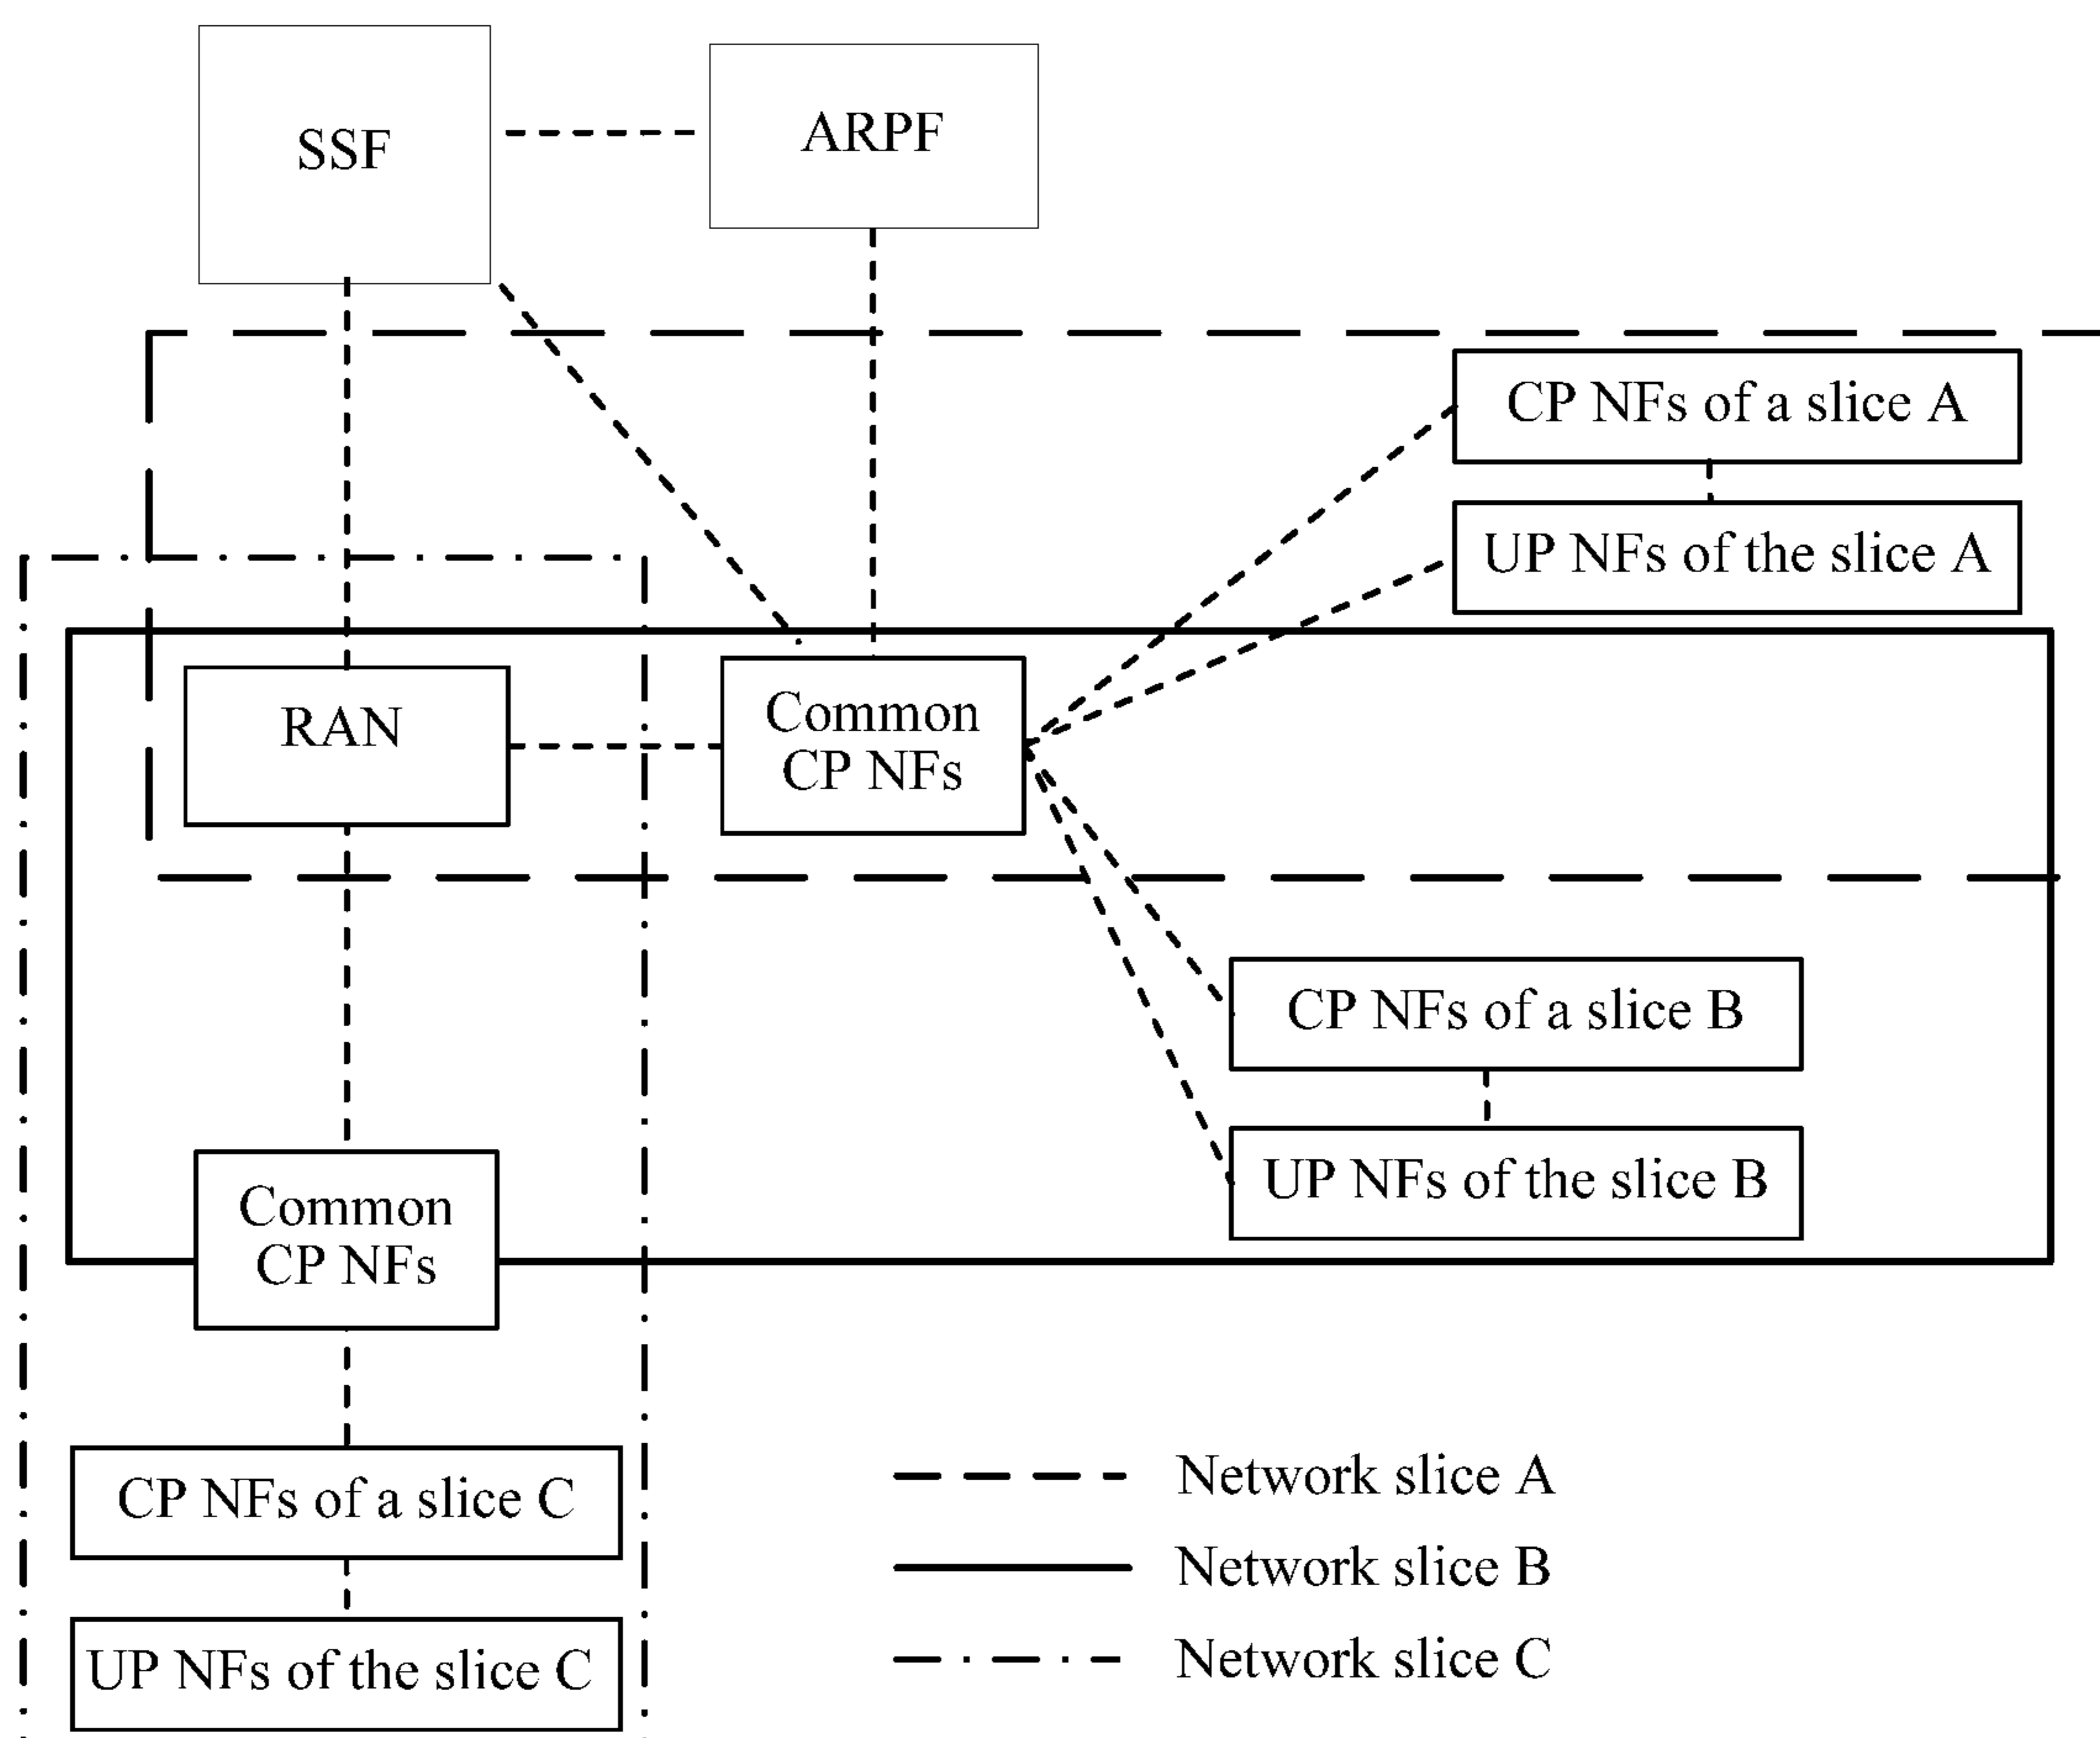 SSF
ARPF
CP NFs of a slice A
UP NFs of the slice A
RAN
Common
CP NFs
CP NFs of a slice B
UP NFs of the slice B
Common
CP NFs
CP NFs of a slice C
UP NFs of the slice C
Network slice A
Network slice B
Network slice C